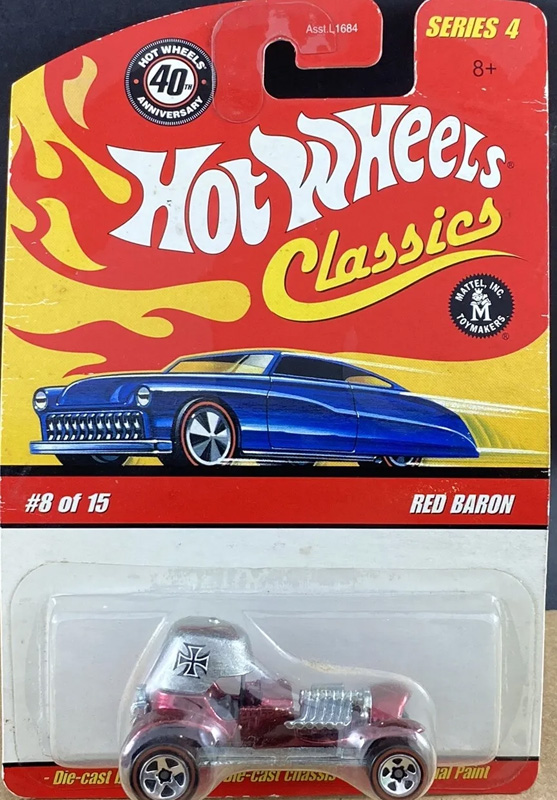 Asst.L1684
SERIES 4
8+
HOT WHEELS®
40TH
ANNIVERSARY
HOT WHEELS®
Classics
MATTEL, INC.
M
TOYMAKERS
#8 of 15
RED BARON
- Die-cast
Die-cast Chassis
Paint